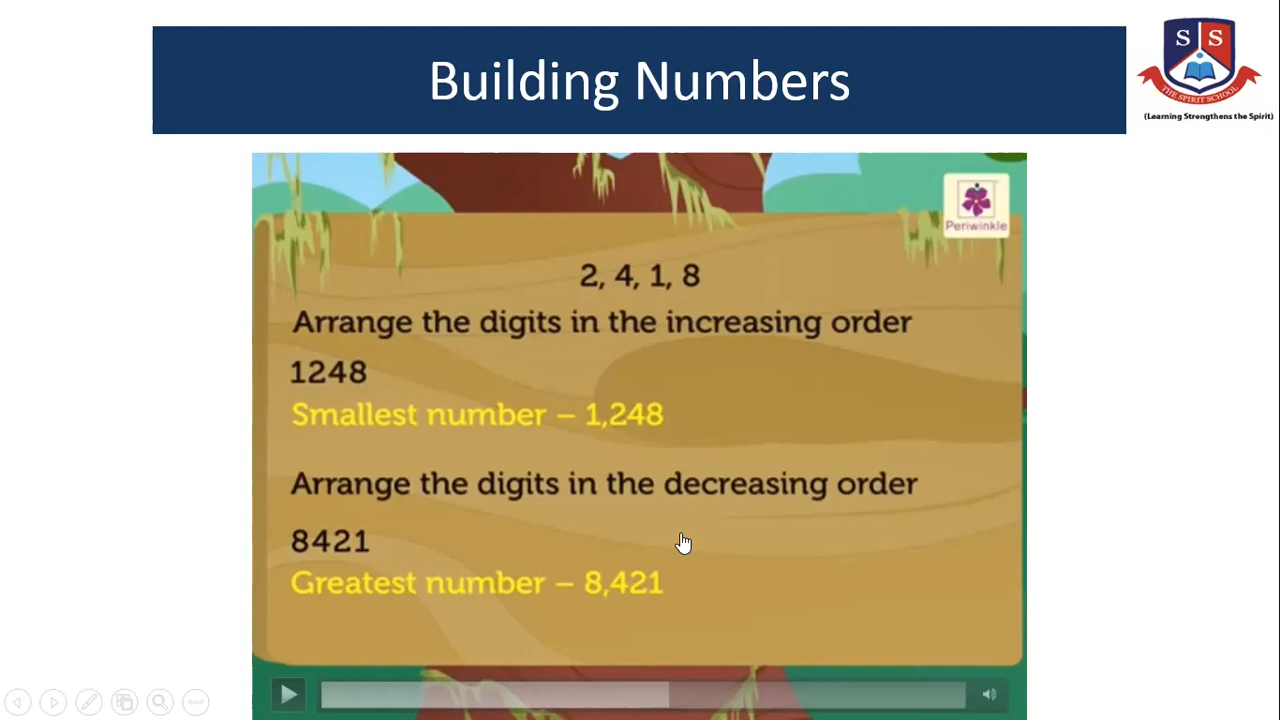 Building Numbers
S S
THE SPIRIT SCHOOL
(Learning Strengthens the Spirit)
Periwinkle
2, 4, 1, 8
Arrange the digits in the increasing order
1248
Smallest number – 1,248
Arrange the digits in the decreasing order
8421
Greatest number – 8,421